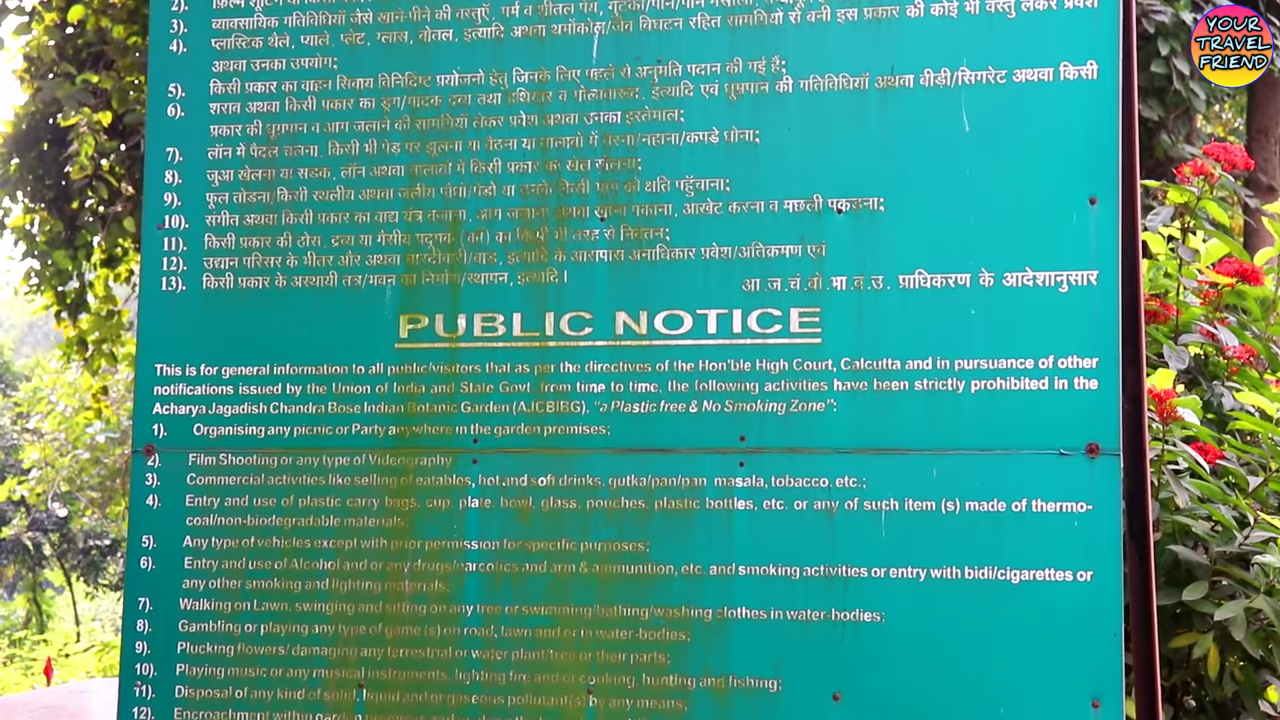 3). व्यावसायिक गतिविधियाँ जैसे खाने-पीने की वस्तुएँ, गर्म व शीतल पेय,
4). प्लास्टिक थैले, प्याले, प्लेट, ग्लास, बोतल, इत्यादि अथवा थर्मोकोल/जैव विघटन रहित सामग्रियों से बनी इस प्रकार की कोई भी वस्तु लेकर प्रवेश
अथवा उनका उपयोग;
5). किसी प्रकार का वाहन सिवाय विनिदिष्ट प्रयोजनो हेतु जिनके लिए पहले से अनुमति प्रदान की गई हैं;
6). शराव अथवा किसी प्रकार का ड्रग/मादक द्रव्य तथा हथियार व गोलावारूद, इत्यादि एवं धुम्रपान की गतिविधियाँ अथवा बीड़ी/सिगरेट अथवा किसी
प्रकार की धुम्रपान व आग जलाने की सामग्रियाँ लेकर प्रवेश अथवा उनका इस्तेमाल;
7). लॉन में पैदल चलना, किसी भी पेड़ पर झूलना या बैठना या तालावों में तैरना/नहाना/कपडे धोना;
8). जुआ खेलना या सडक, लॉन अथवा तालावों में किसी प्रकार का खेल खेलना;
9). फूल तोडना/किसी स्थलीय अथवा जलीय पौधों/पेडों या उनके किसी भाग को क्षति पहुँचाना;
10). संगीत अथवा किसी प्रकार का वाद्य यंत्र वजाना, आग जलाना अथवा खाना पकाना, आखेट करना व मछली पकड़ना;
11). किसी प्रकार की ठोस, द्रव्य या गैसीय प्रदुषक (कों) का किसी भी तरह से
12). उद्यान परिसर के भीतर और अथवा चारदीवारी/वाड, इत्यादि के आसपास अनाधिकार प्रवेश/अतिक्रमण एवं
13). किसी प्रकार के अस्थायी तंत्र/भवन का निर्माण/स्थापन, इत्यादि।
आ.ज.चं.वो.भा.व.उ. प्राधिकरण के आदेशानुसार
PUBLIC NOTICE
This is for general information to all public/visitors that as per the directives of the Hon'ble High Court, Calcutta and in pursuance of other
notifications issued by the Union of India and State Govt. from time to time, the following activities have been strictly prohibited in the
Acharya Jagadish Chandra Bose Indian Botanic Garden (AJCBIBG), "a Plastic free & No Smoking Zone":
1). Organising any picnic or Party anywhere in the garden premises;
2). Film Shooting or any type of Videography
3). Commercial activities like selling of eatables, hot and soft drinks, gutka/pan/pan masala, tobacco, etc.;
4). Entry and use of plastic carry bags, cup, plate, bowl, glass, pouches, plastic bottles, etc. or any of such item (s) made of thermo-
coal/non-biodegradable materials;
5). Any type of vehicles except with prior permission for specific purposes;
6). Entry and use of Alcohol and or any drugs/narcotics and arm & ammunition, etc. and smoking activities or entry with bidi/cigarettes or
any other smoking and lighting materials;
7). Walking on Lawn, swinging and sitting on any tree or swimming/bathing/washing clothes in water-bodies;
8). Gambling or playing any type of game (s) on road, lawn and or in water-bodies;
9). Plucking flowers/ damaging any terrestrial or water plant/tree or their parts;
10). Playing music or any musical instruments, lighting fire and or cooking, hunting and fishing;
11). Disposal of any kind of solid, liquid and or gaseous pollutant(s) by any means;
12). Encroachment within garden
YOUR
TRAVEL
FRIEND